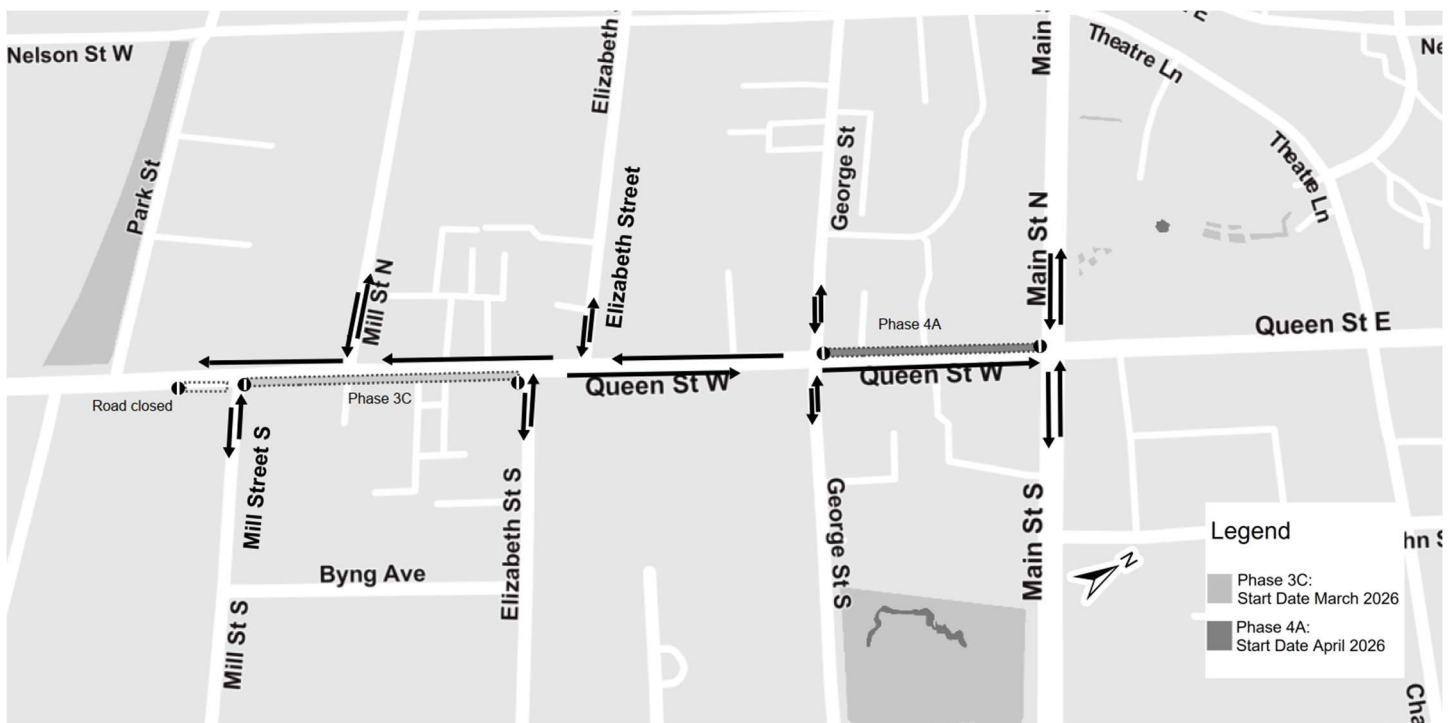 Nelson St W
Park St
Mill St N
Elizabeth
Elizabeth Street
George St
Main St N
Theatre Ln
Theatre Ln
Queen St E
Phase 4A
Queen St W
Queen St W
Road closed
Phase 3C
Mill Street S
Mill St S
Byng Ave
Elizabeth St S
George St S
Main St S
N
Legend
Phase 3C:
Start Date March 2026
Phase 4A:
Start Date April 2026